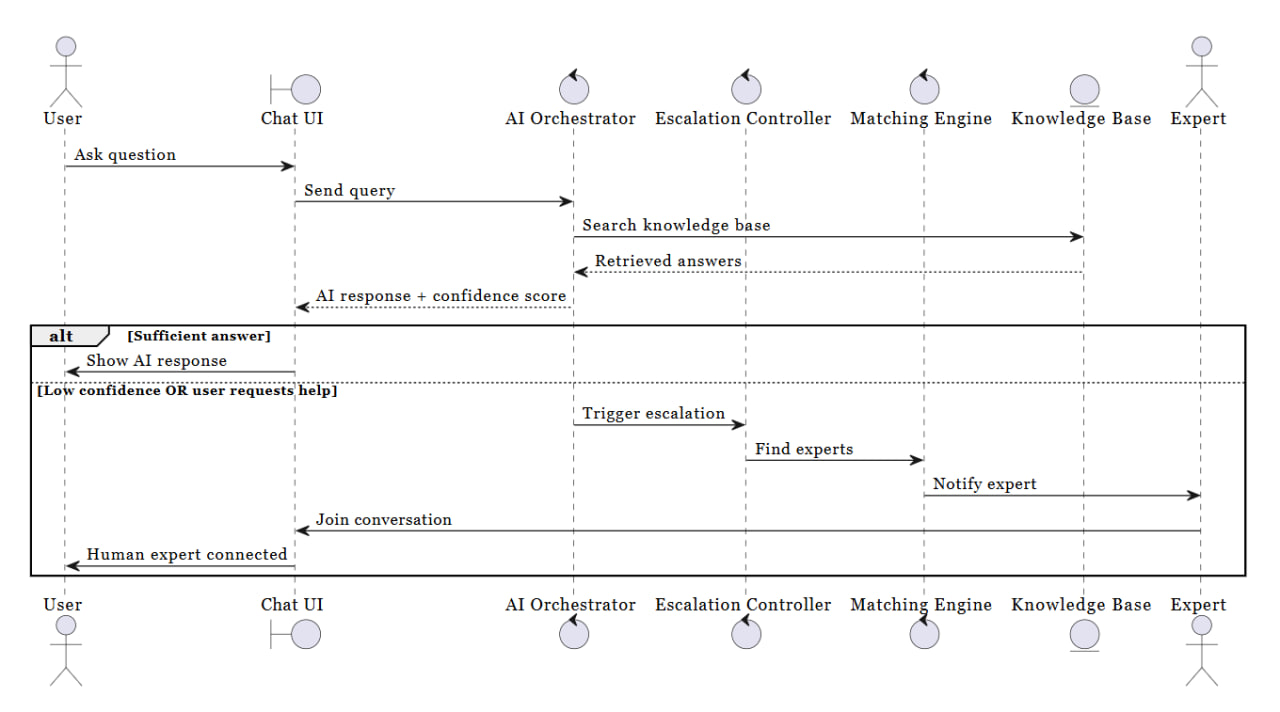 User
Chat UI
AI Orchestrator
Escalation Controller
Matching Engine
Knowledge Base
Expert
Ask question
Send query
Search knowledge base
Retrieved answers
AI response + confidence score
alt
[Sufficient answer]
Show AI response
[Low confidence OR user requests help]
Trigger escalation
Find experts
Notify expert
Join conversation
Human expert connected
User
Chat UI
AI Orchestrator
Escalation Controller
Matching Engine
Knowledge Base
Expert